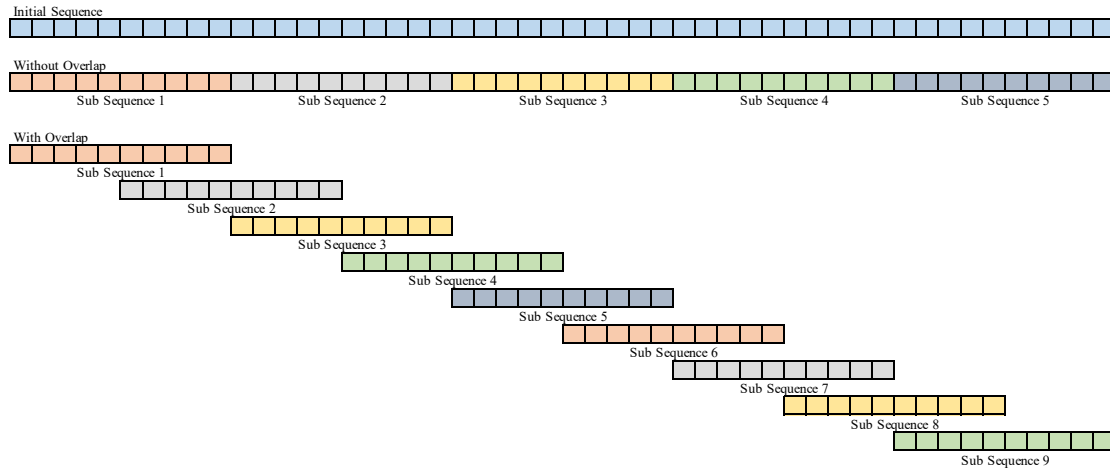 Initial Sequence
Without Overlap
Sub Sequence 1 Sub Sequence 2 Sub Sequence 3 Sub Sequence 4 Sub Sequence 5
With Overlap
Sub Sequence 1
Sub Sequence 2
Sub Sequence 3
Sub Sequence 4
Sub Sequence 5
Sub Sequence 6
Sub Sequence 7
Sub Sequence 8
Sub Sequence 9